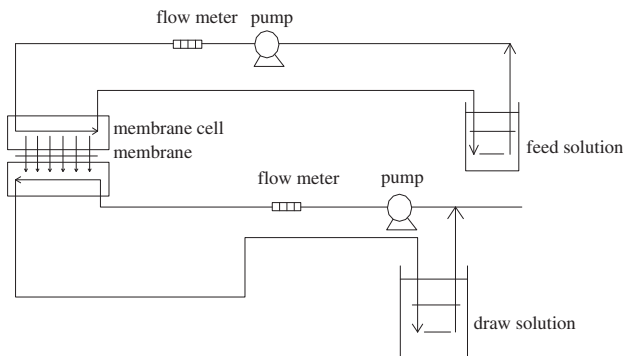 flow meter
pump
membrane cell
membrane
feed solution
flow meter
pump
draw solution